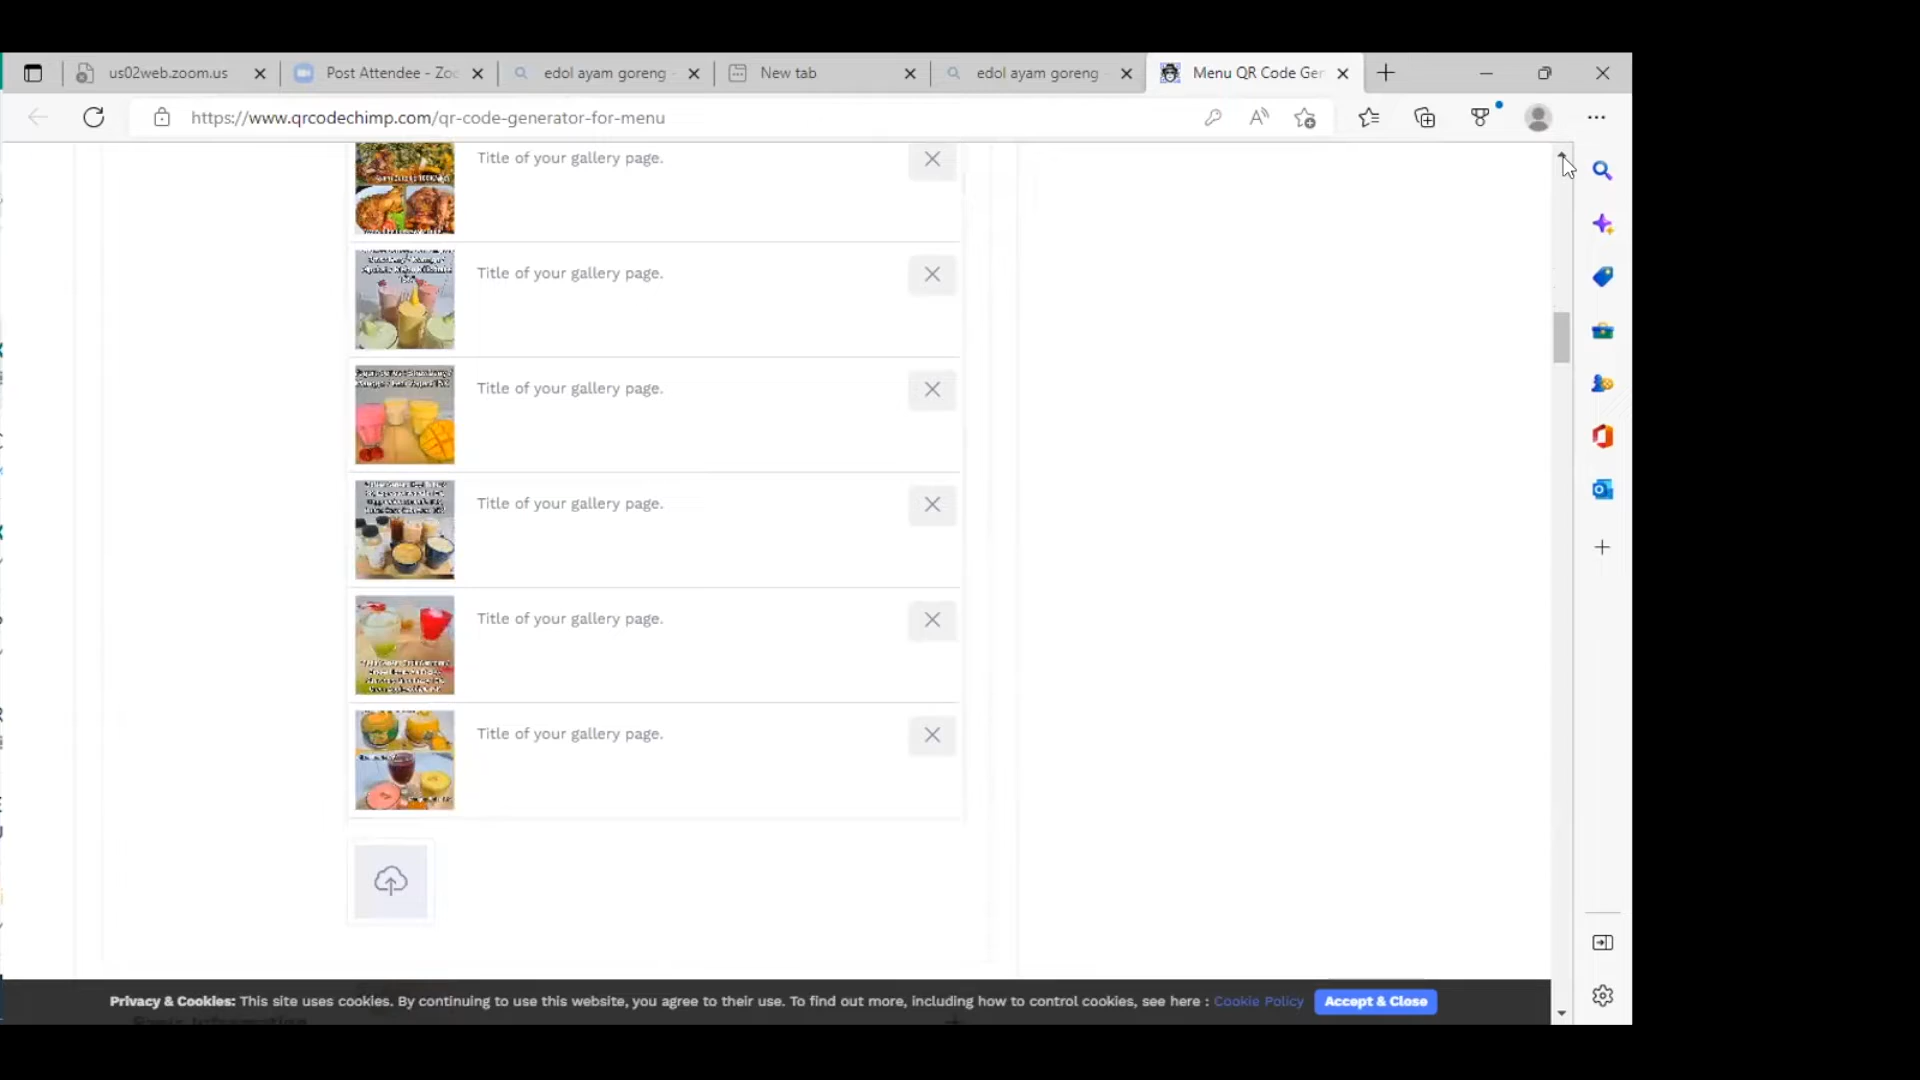 us02web.zoom.us
Post Attendee - Zoo
edol ayam goreng
New tab
edol ayam goreng
Menu QR Code Ger
https://www.qrcodechimp.com/qr-code-generator-for-menu
Title of your gallery page.
Title of your gallery page.
Title of your gallery page.
Title of your gallery page.
Title of your gallery page.
Title of your gallery page.
Privacy & Cookies: This site uses cookies. By continuing to use this website, you agree to their use. To find out more, including how to control cookies, see here : Cookie Policy
Accept & Close
Basic Information